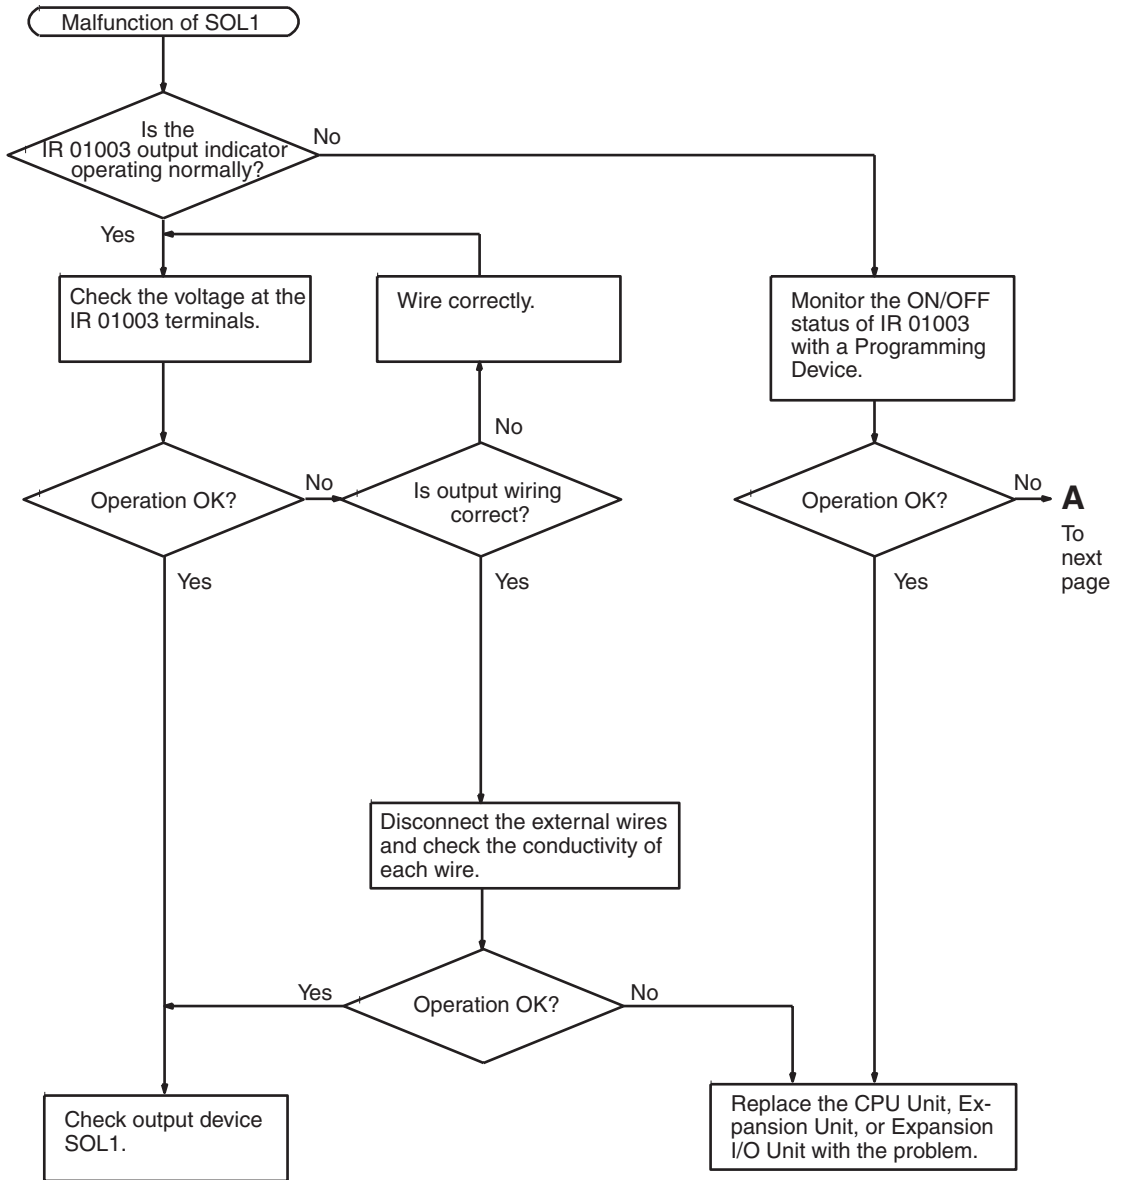 Malfunction of SOL1
Is the
IR 01003 output indicator
operating normally?
No
Yes
Check the voltage at the
IR 01003 terminals.
Wire correctly.
Monitor the ON/OFF
status of IR 01003
with a Programming
Device.
No
Operation OK?
No
Is output wiring
correct?
Operation OK?
No
A
To
next
page
Yes
Yes
Yes
Disconnect the external wires
and check the conductivity of
each wire.
Yes
Operation OK?
No
Check output device
SOL1.
Replace the CPU Unit, Ex-
pansion Unit, or Expansion
I/O Unit with the problem.